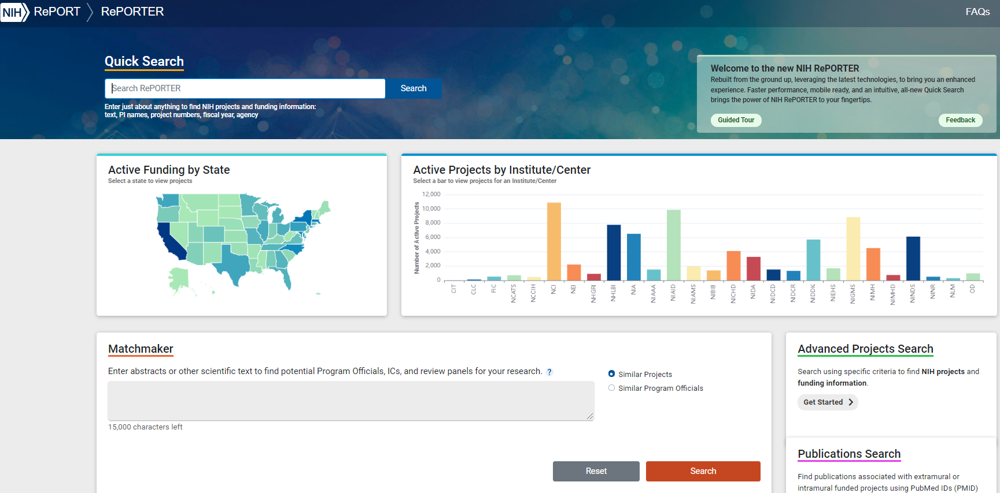 NIH RePORT RePORTER FAQs
Quick Search
Search RePORTER Search
Enter just about anything to find NIH projects and funding information:
text, PI names, project numbers, fiscal year, agency
Welcome to the new NIH RePORTER
Rebuilt from the ground up, leveraging the latest technologies, to bring you an enhanced
experience. Faster performance, mobile ready, and an intuitive, all-new Quick Search
brings the power of NIH RePORTER to your fingertips.
Guided Tour Feedback
Active Funding by State
Select a state to view projects
Active Projects by Institute/Center
Select a bar to view projects for an Institute/Center
Number of Active Projects
12,000
10,000
8,000
6,000
4,000
2,000
0
CIT CLC FIC NCATS NCCIH NCI NEI NHGRI NHLBI NIA NIAAA NIAID NIAMS NIBIB NICHD NIDA NIDCD NIDCR NIDDK NIEHS NIGMS NIMH NIMHD NINDS NINR NLM OD
Matchmaker
Enter abstracts or other scientific text to find potential Program Officials, ICs, and review panels for your research. ?
15,000 characters left
Similar Projects
Similar Program Officials
Reset Search
Advanced Projects Search
Search using specific criteria to find NIH projects and
funding information.
Get Started
Publications Search
Find publications associated with extramural or
intramural funded projects using PubMed IDs (PMID)